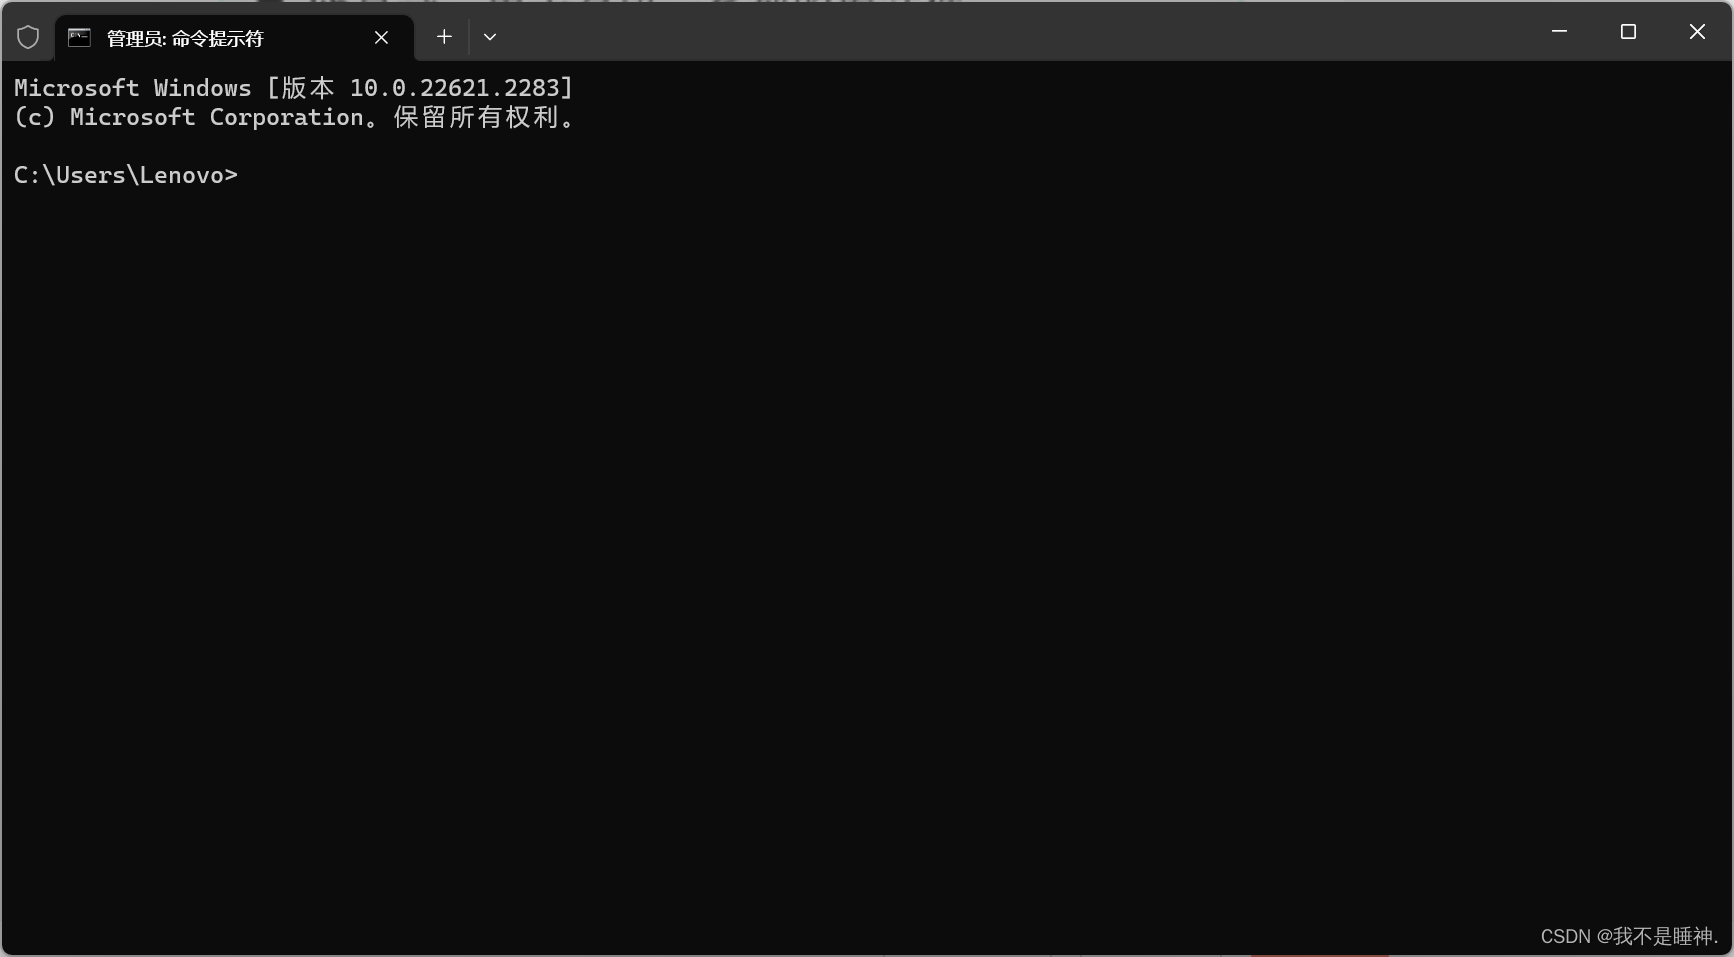 管理员: 命令提示符
Microsoft Windows [版本 10.0.22621.2283]
(c) Microsoft Corporation。保留所有权利。
C:\Users\Lenovo>
CSDN @我不是睡神.